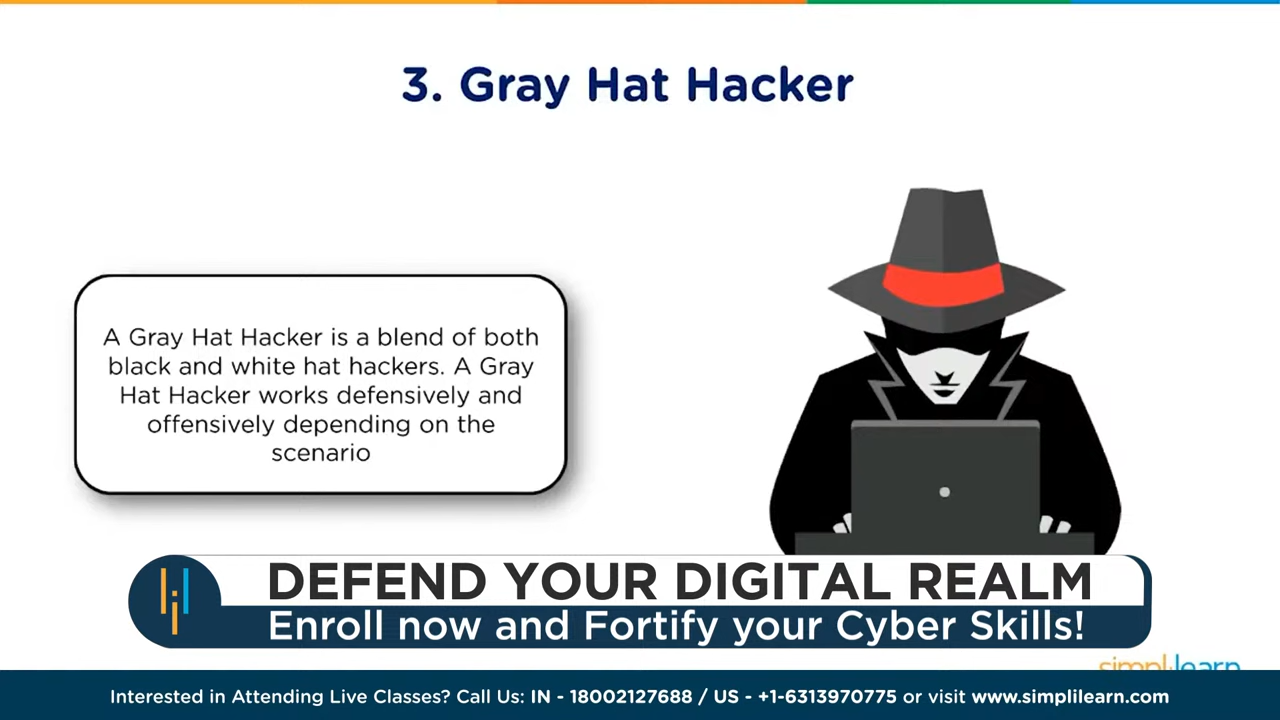 3. Gray Hat Hacker
A Gray Hat Hacker is a blend of both
black and white hat hackers. A Gray
Hat Hacker works defensively and
offensively depending on the
scenario
DEFEND YOUR DIGITAL REALM
Enroll now and Fortify your Cyber Skills!
simplilearn
Interested in Attending Live Classes? Call Us: IN - 18002127688 / US - +1-6313970775 or visit www.simplilearn.com